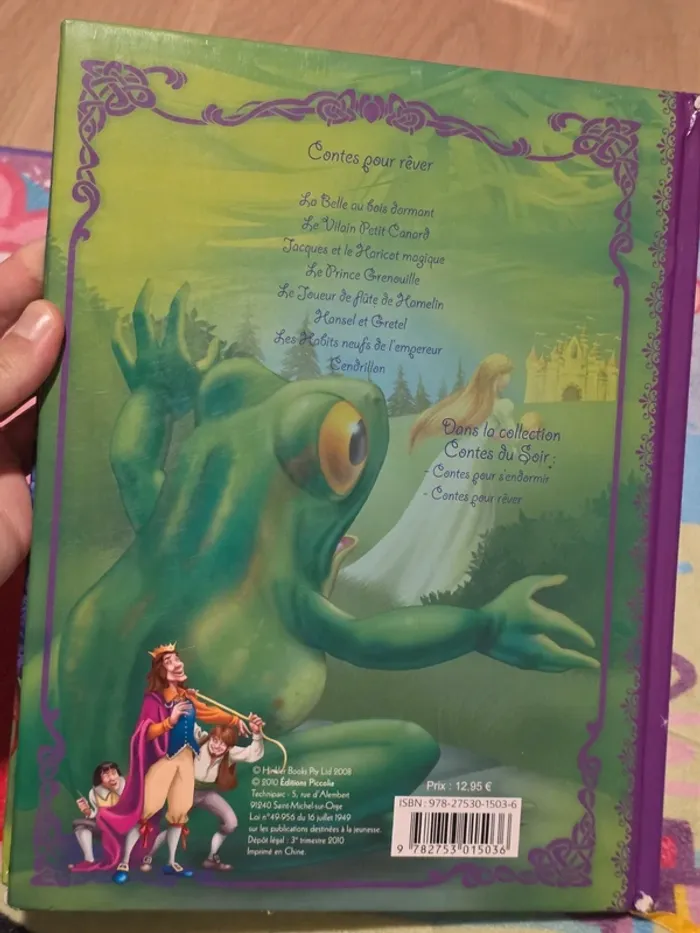 Contes pour rêver
La Belle au bois dormant
Le Vilain Petit Canard
Jacques et le Haricot magique
Le Prince Grenouille
Le Joueur de flûte de Hamelin
Hansel et Gretel
Les Habits neufs de l'empereur
Cendrillon
Dans la collection
Contes du Soir :
- Contes pour s'endormir
- Contes pour rêver
© Hinkler Books Pty Ltd 2008
© 2010 Éditions Piccolia
Techniparc - 5, rue d'Alembert
91240 Saint-Michel-sur-Orge
Loi n°49.956 du 16 juillet 1949
sur les publications destinées à la jeunesse.
Dépôt légal : 3e trimestre 2010
Imprimé en Chine.
Prix : 12,95 €
ISBN : 978-27530-1503-6
9 782753 015036